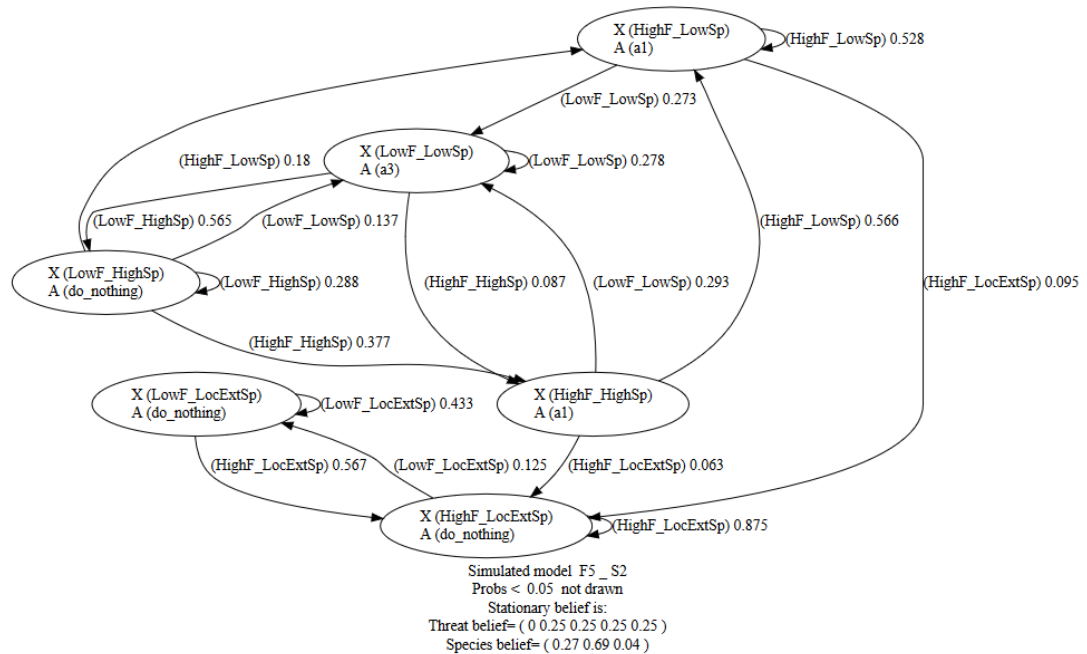 X (HighF_LowSp)
A (a1)
(HighF_LowSp) 0.528
(LowF_LowSp) 0.273
X (LowF_LowSp)
A (a3)
(HighF_LowSp) 0.18
(LowF_LowSp) 0.278
(LowF_HighSp) 0.565
(LowF_LowSp) 0.137
(HighF_LowSp) 0.566
X (LowF_HighSp)
A (do_nothing)
(LowF_HighSp) 0.288
(HighF_HighSp) 0.087
(LowF_LowSp) 0.293
(HighF_LocExtSp) 0.095
(HighF_HighSp) 0.377
X (LowF_LocExtSp)
A (do_nothing)
(LowF_LocExtSp) 0.433
X (HighF_HighSp)
A (a1)
(HighF_LocExtSp) 0.567
(LowF_LocExtSp) 0.125
(HighF_LocExtSp) 0.063
X (HighF_LocExtSp)
A (do_nothing)
(HighF_LocExtSp) 0.875
Simulated model F5 _ S2
Probs < 0.05 not drawn
Stationary belief is:
Threat belief= ( 0 0.25 0.25 0.25 0.25 )
Species belief= ( 0.27 0.69 0.04 )